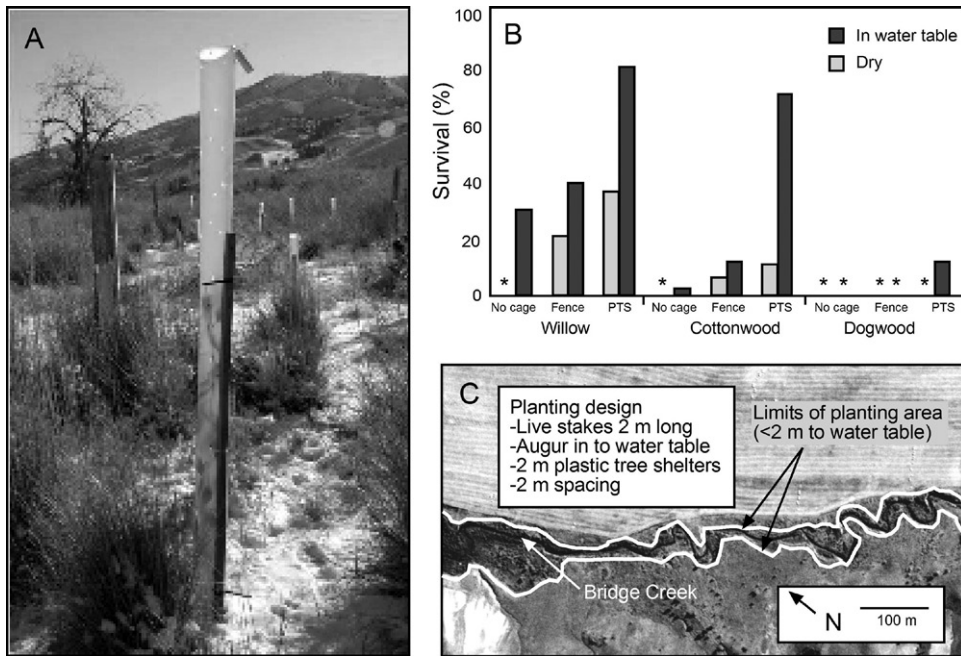 A
B
100
80
60
40
20
0
Survival (%)
In water table
Dry
* * * * * * *
No cage Fence PTS No cage Fence PTS No cage Fence PTS
Willow Cottonwood Dogwood
C
Planting design
-Live stakes 2 m long
-Augur in to water table
-2 m plastic tree shelters
-2 m spacing
Limits of planting area
(<2 m to water table)
Bridge Creek
N
100 m